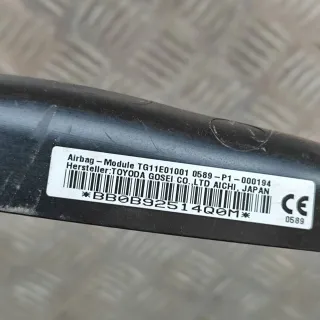 Airbag-Module TG11E01001 0589-P1-000194
Hersteller:TOYODA GOSEI CO.,LTD AICHI, JAPAN
*BB0B92514Q0M*
CE
0589